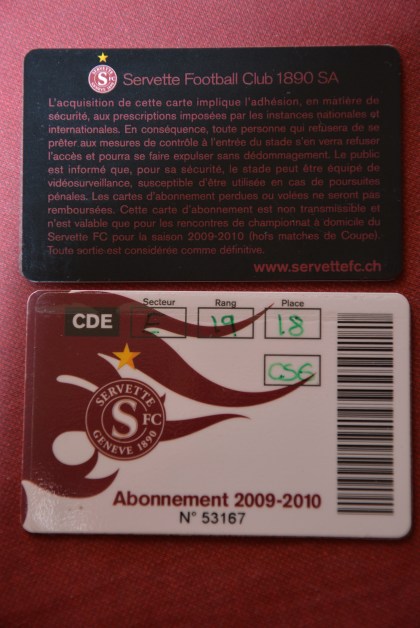 Servette Football Club 1890 SA
L'acquisition de cette carte implique l'adhésion, en matière de
sécurité, aux prescriptions imposées par les instances nationales et
internationales. En conséquence, toute personne qui refusera de se
prêter aux mesures de contrôle à l'entrée du stade s'en verra refuser
l'accès et pourra se faire expulser sans dédommagement. Le public
est informé que, pour sa sécurité, le stade peut être équipé de
vidéosurveillance, susceptible d'être utilisée en cas de poursuites
pénales. Les cartes d'abonnement perdues ou volées ne seront pas
remboursées. Cette carte d'abonnement est non transmissible et
n'est valable que pour les rencontres de championnat à domicile du
Servette FC pour la saison 2009-2010 (hors matches de Coupe).
Toute sortie est considérée comme définitive.
www.servettefc.ch
Secteur Rang Place
CDE E 19 18
CSG
SERVETTE
S FC
GENEVE 1890
Abonnement 2009-2010
N° 53167